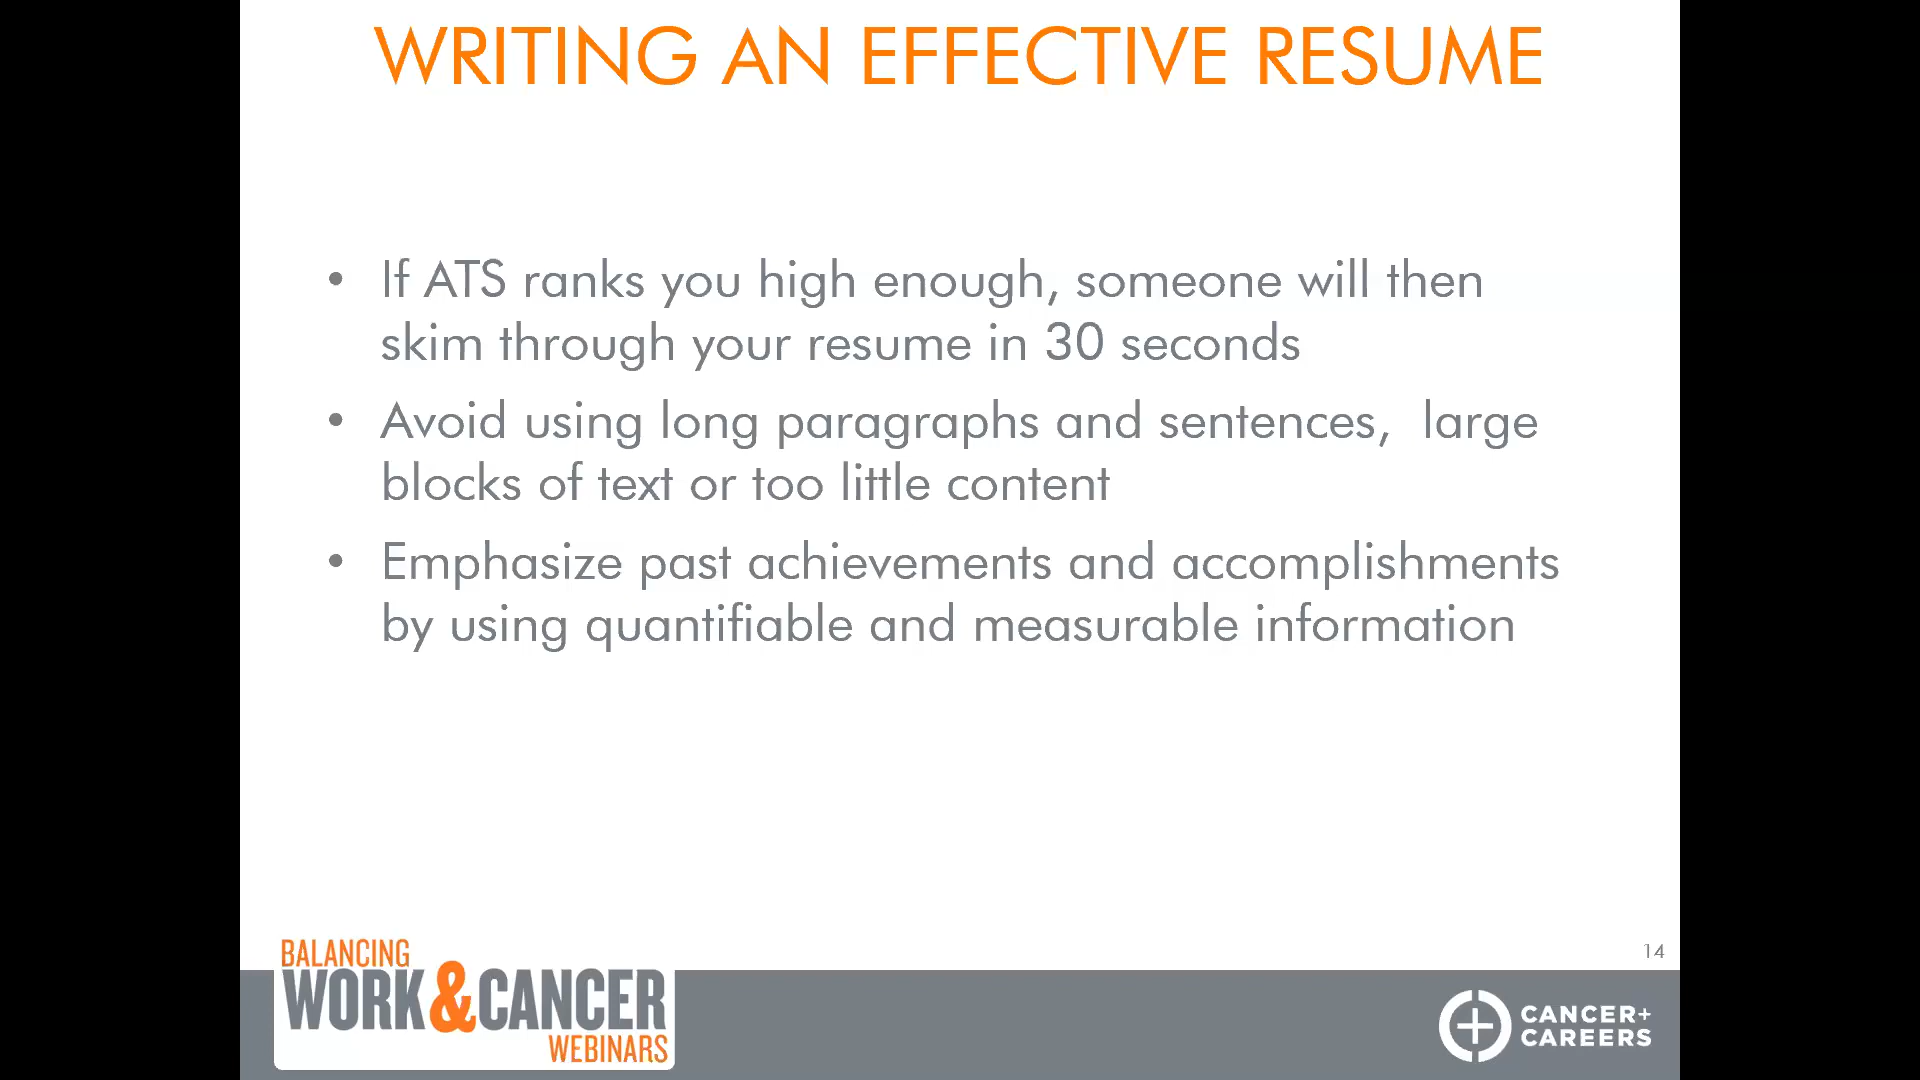 WRITING AN EFFECTIVE RESUME
• If ATS ranks you high enough, someone will then
skim through your resume in 30 seconds
• Avoid using long paragraphs and sentences,  large
blocks of text or too little content
• Emphasize past achievements and accomplishments
by using quantifiable and measurable information
14
BALANCING
WORK&CANCER
WEBINARS
CANCER+
CAREERS